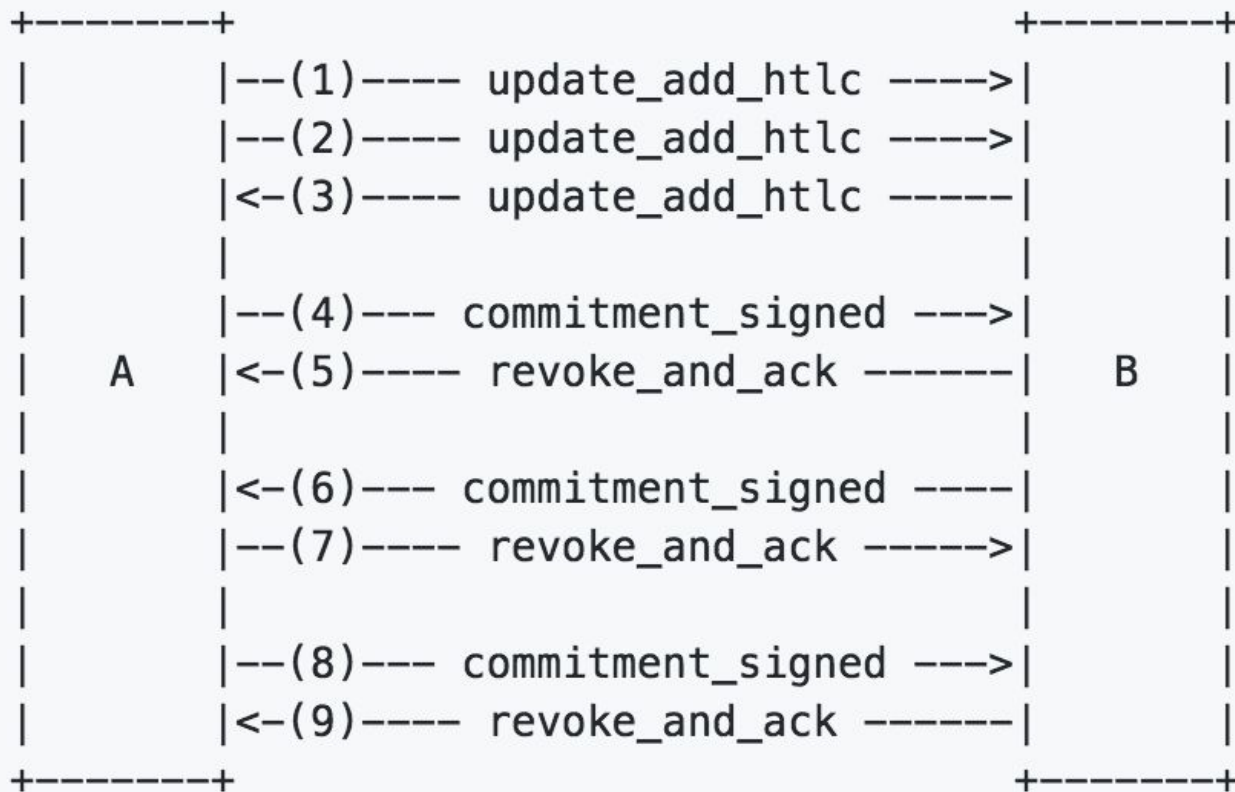 +-------+                               +-------+
|       |--(1)---- update_add_htlc ---->|       |
|       |--(2)---- update_add_htlc ---->|       |
|       |<-(3)---- update_add_htlc -----|       |
|       |                               |       |
|       |--(4)--- commitment_signed --->|       |
|   A   |<-(5)---- revoke_and_ack ------|   B   |
|       |                               |       |
|       |<-(6)--- commitment_signed ----|       |
|       |--(7)---- revoke_and_ack ----->|       |
|       |                               |       |
|       |--(8)--- commitment_signed --->|       |
|       |<-(9)---- revoke_and_ack ------|       |
+-------+                               +-------+